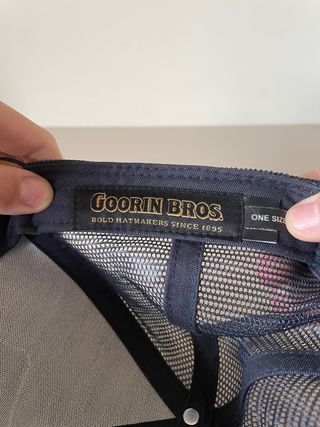 GOORIN BROS
BOLD HATMAKERS SINCE 1895
ONE SIZE